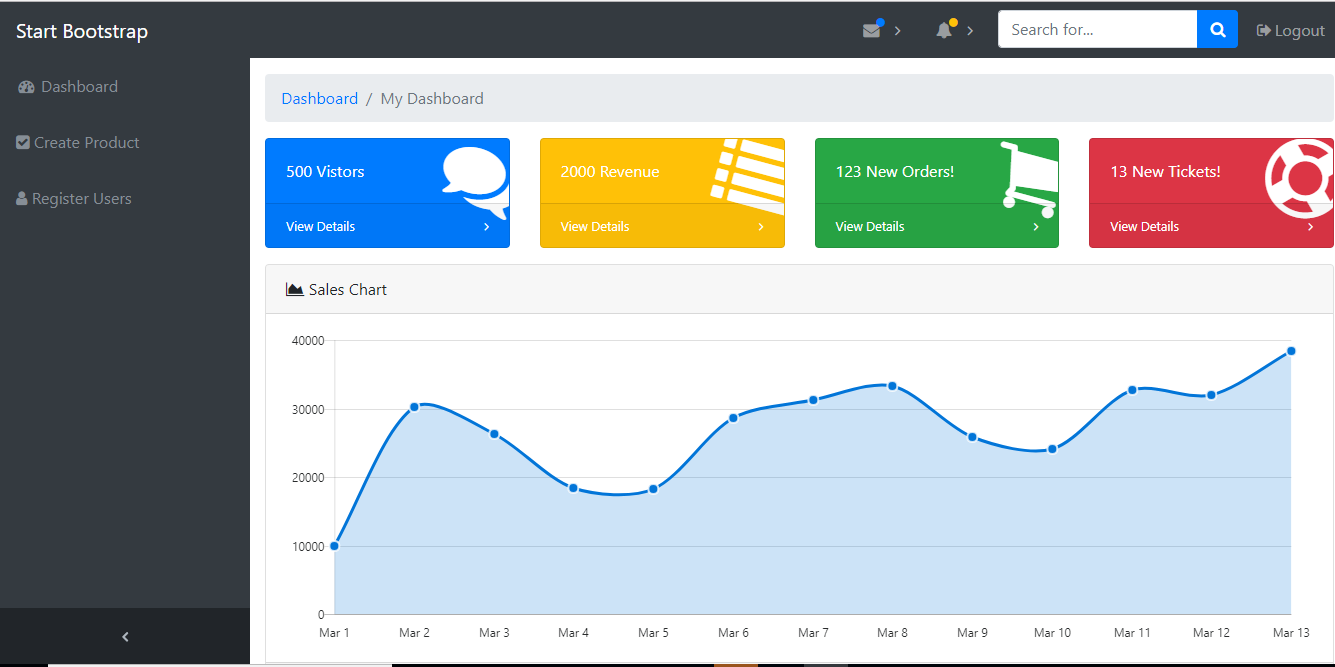 Start Bootstrap
Search for...
Logout
Dashboard
Create Product
Register Users
Dashboard / My Dashboard
500 Vistors
View Details
2000 Revenue
View Details
123 New Orders!
View Details
13 New Tickets!
View Details
Sales Chart
40000
30000
20000
10000
0
Mar 1 Mar 2 Mar 3 Mar 4 Mar 5 Mar 6 Mar 7 Mar 8 Mar 9 Mar 10 Mar 11 Mar 12 Mar 13